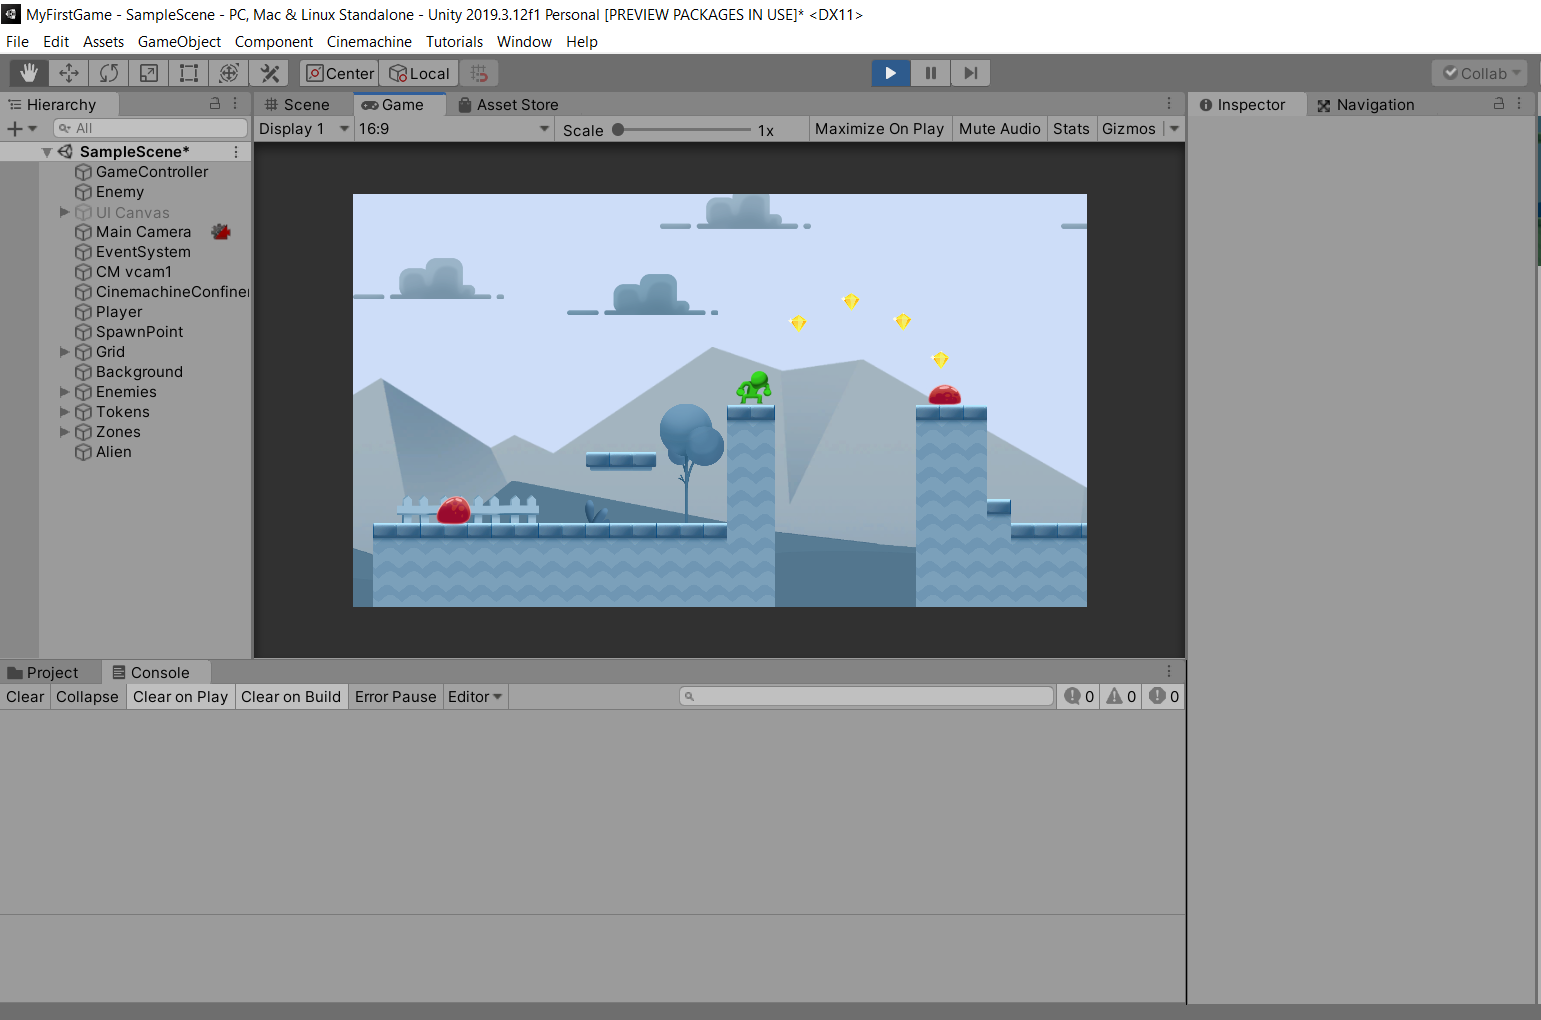 MyFirstGame - SampleScene - PC, Mac & Linux Standalone - Unity 2019.3.12f1 Personal [PREVIEW PACKAGES IN USE]* <DX11>
File Edit Assets GameObject Component Cinemachine Tutorials Window Help
Center Local Collab
Hierarchy
Scene Game Asset Store
Inspector Navigation
All
Display 1 16:9 Scale 1x Maximize On Play Mute Audio Stats Gizmos
SampleScene*
GameController
Enemy
UI Canvas
Main Camera
EventSystem
CM vcam1
CinemachineConfiner
Player
SpawnPoint
Grid
Background
Enemies
Tokens
Zones
Alien
Project Console
Clear Collapse Clear on Play Clear on Build Error Pause Editor 0 0 0